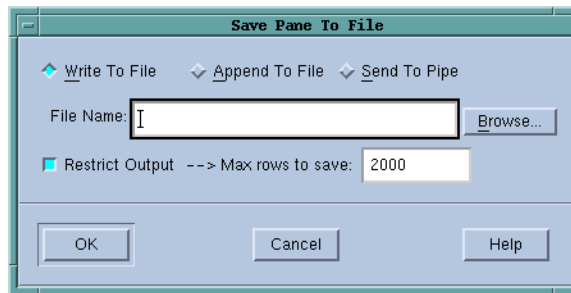 Save Pane To File
Write To File Append To File Send To Pipe
File Name: Browse...
Restrict Output --> Max rows to save: 2000
OK Cancel Help